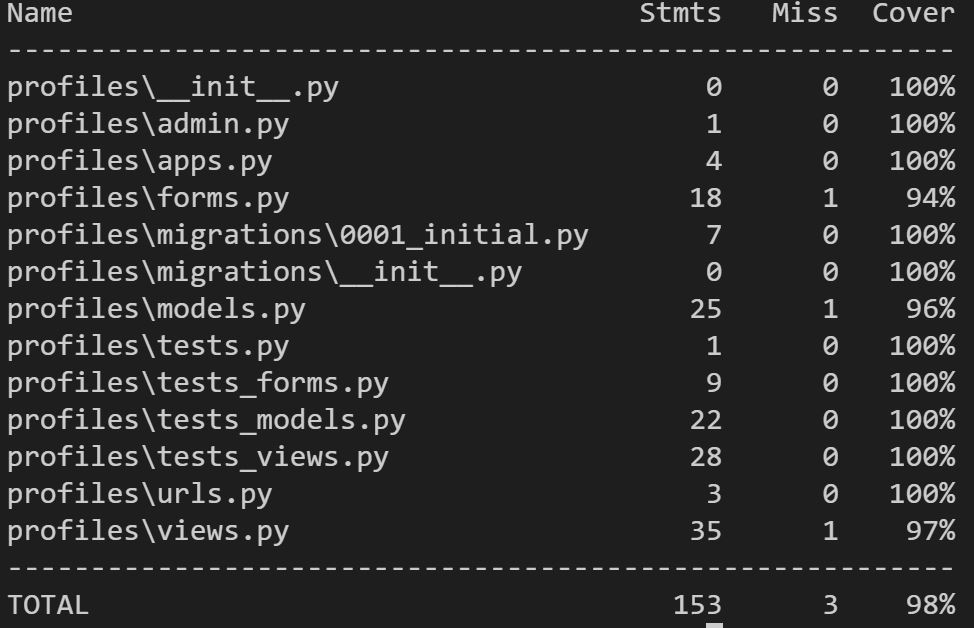 Name Stmts Miss Cover
---------------------------------------------------------
profiles\__init__.py 0 0 100%
profiles\admin.py 1 0 100%
profiles\apps.py 4 0 100%
profiles\forms.py 18 1 94%
profiles\migrations\0001_initial.py 7 0 100%
profiles\migrations\__init__.py 0 0 100%
profiles\models.py 25 1 96%
profiles\tests.py 1 0 100%
profiles\tests_forms.py 9 0 100%
profiles\tests_models.py 22 0 100%
profiles\tests_views.py 28 0 100%
profiles\urls.py 3 0 100%
profiles\views.py 35 1 97%
---------------------------------------------------------
TOTAL 153 3 98%